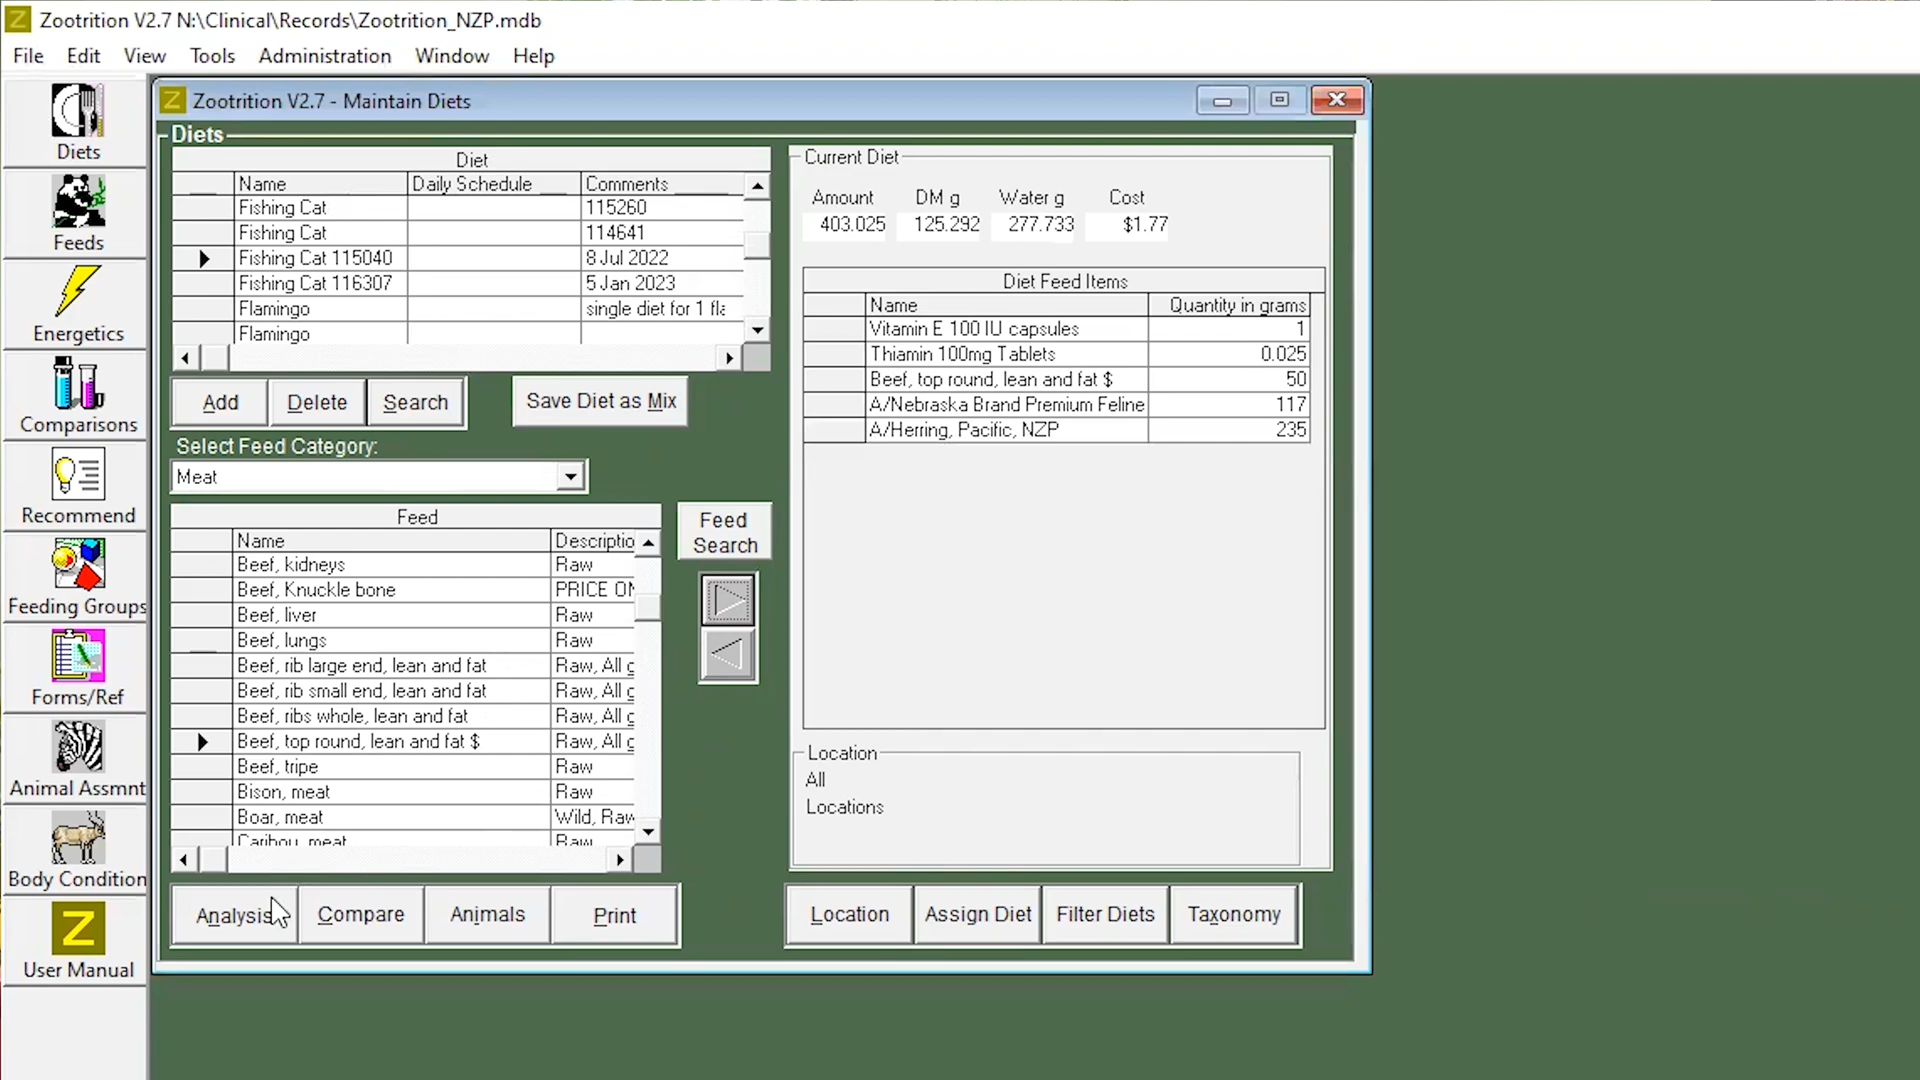 Zootrition V2.7 N:\Clinical\Records\Zootrition_NZP.mdb
File Edit View Tools Administration Window Help
Diets
Feeds
Energetics
Comparisons
Recommend
Feeding Groups
Forms/Ref
Animal Assmnt
Body Condition
User Manual
Zootrition V2.7 - Maintain Diets
Diets
Diet
Name Daily Schedule Comments
Fishing Cat 115260
Fishing Cat 114641
Fishing Cat 115040 8 Jul 2022
Fishing Cat 116307 5 Jan 2023
Flamingo single diet for 1 fla
Flamingo
Add Delete Search Save Diet as Mix
Select Feed Category:
Meat
Feed
Name Descriptio
Beef, kidneys Raw
Beef, Knuckle bone PRICE ON
Beef, liver Raw
Beef, lungs Raw
Beef, rib large end, lean and fat Raw, All g
Beef, rib small end, lean and fat Raw, All g
Beef, ribs whole, lean and fat Raw, All g
Beef, top round, lean and fat $ Raw, All g
Beef, tripe Raw
Bison, meat Raw
Boar, meat Wild, Raw
Caribou, meat Raw
Feed
Search
Analysis Compare Animals Print
Current Diet
Amount DM g Water g Cost
403.025 125.292 277.733 $1.77
Diet Feed Items
Name Quantity in grams
Vitamin E 100 IU capsules 1
Thiamin 100mg Tablets 0.025
Beef, top round, lean and fat $ 50
A/Nebraska Brand Premium Feline 117
A/Herring, Pacific, NZP 235
Location
All
Locations
Location Assign Diet Filter Diets Taxonomy